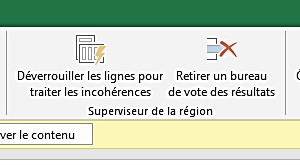 Déverrouiller les lignes pour
traiter les incohérences
Retirer un bureau
de vote des résultats
Superviseur de la région
ver le contenu